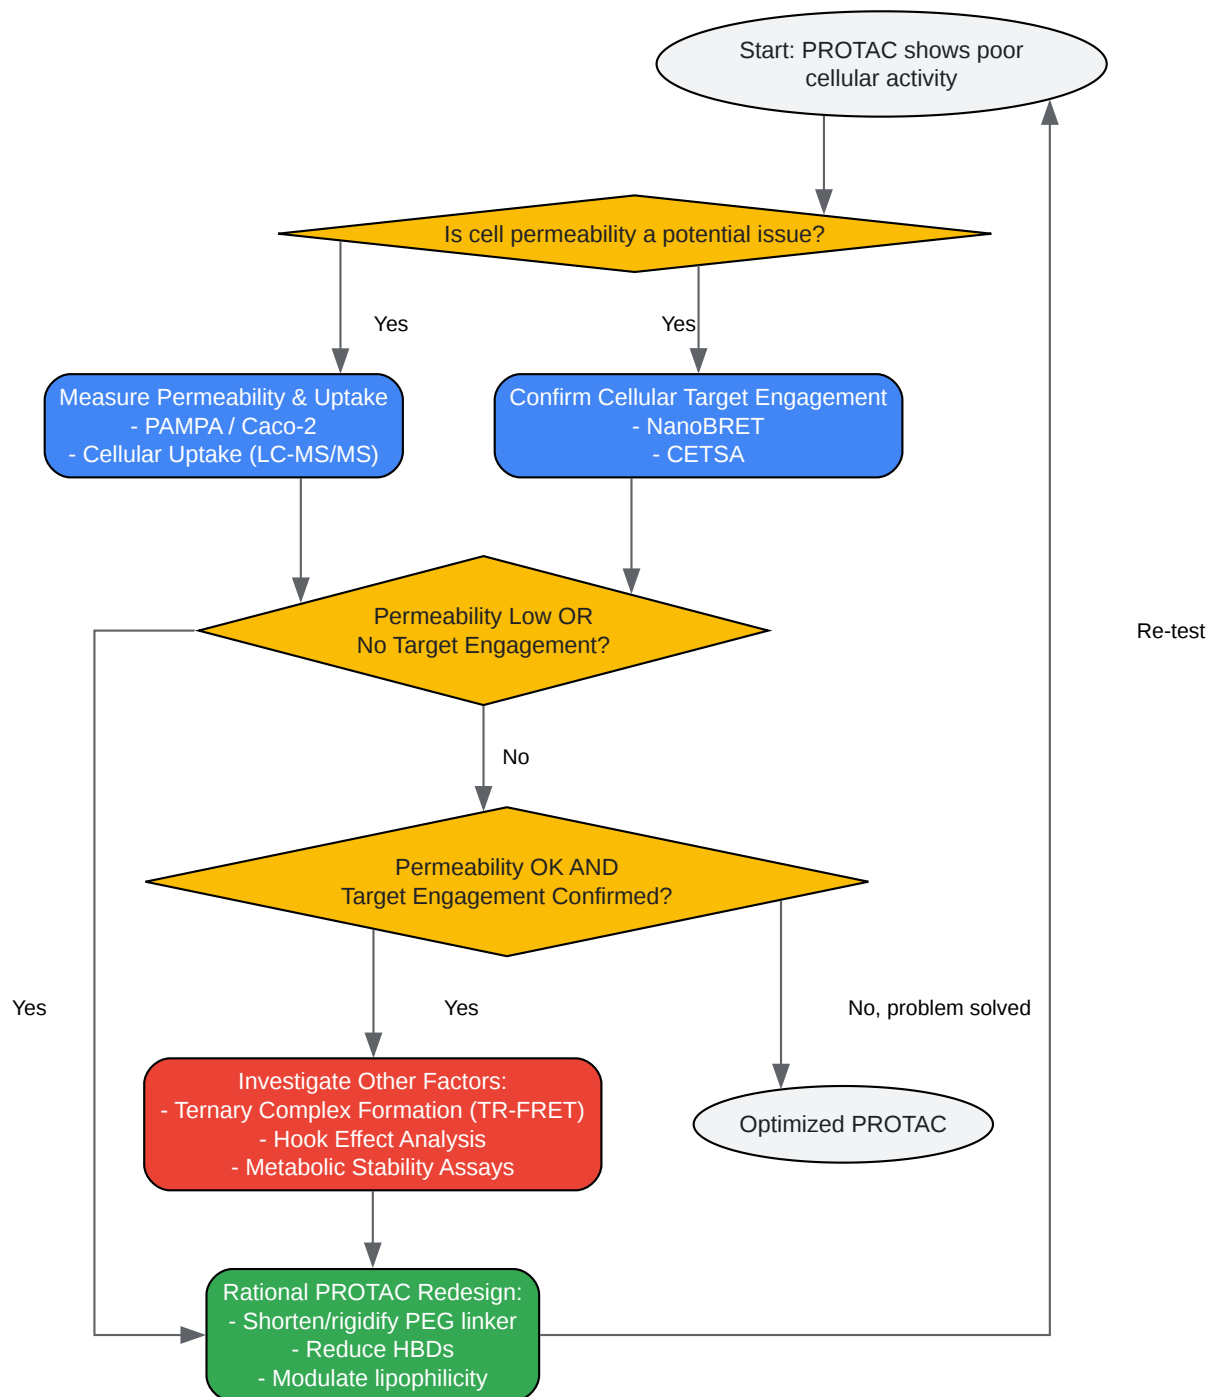 Start: PROTAC shows poor
cellular activity
Is cell permeability a potential issue?
Yes
Yes
Measure Permeability & Uptake
- PAMPA / Caco-2
- Cellular Uptake (LC-MS/MS)
Confirm Cellular Target Engagement
- NanoBRET
- CETSA
Permeability Low OR
No Target Engagement?
Re-test
No
Permeability OK AND
Target Engagement Confirmed?
Yes
Yes
No, problem solved
Investigate Other Factors:
- Ternary Complex Formation (TR-FRET)
- Hook Effect Analysis
- Metabolic Stability Assays
Optimized PROTAC
Rational PROTAC Redesign:
- Shorten/rigidify PEG linker
- Reduce HBDs
- Modulate lipophilicity